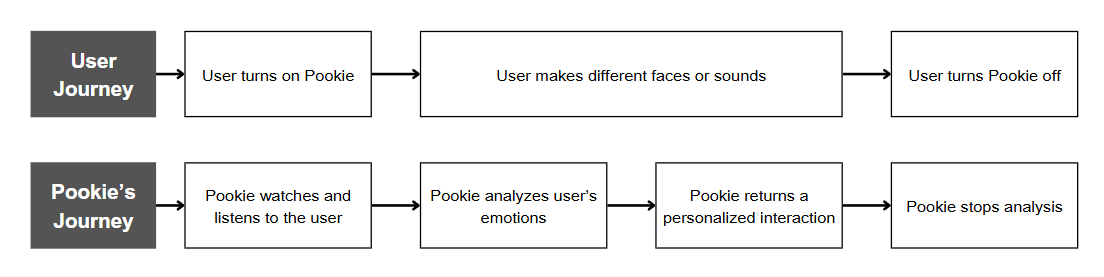 User
Journey
User turns on Pookie
User makes different faces or sounds
User turns Pookie off
Pookie’s
Journey
Pookie watches and
listens to the user
Pookie analyzes user’s
emotions
Pookie returns a
personalized interaction
Pookie stops analysis